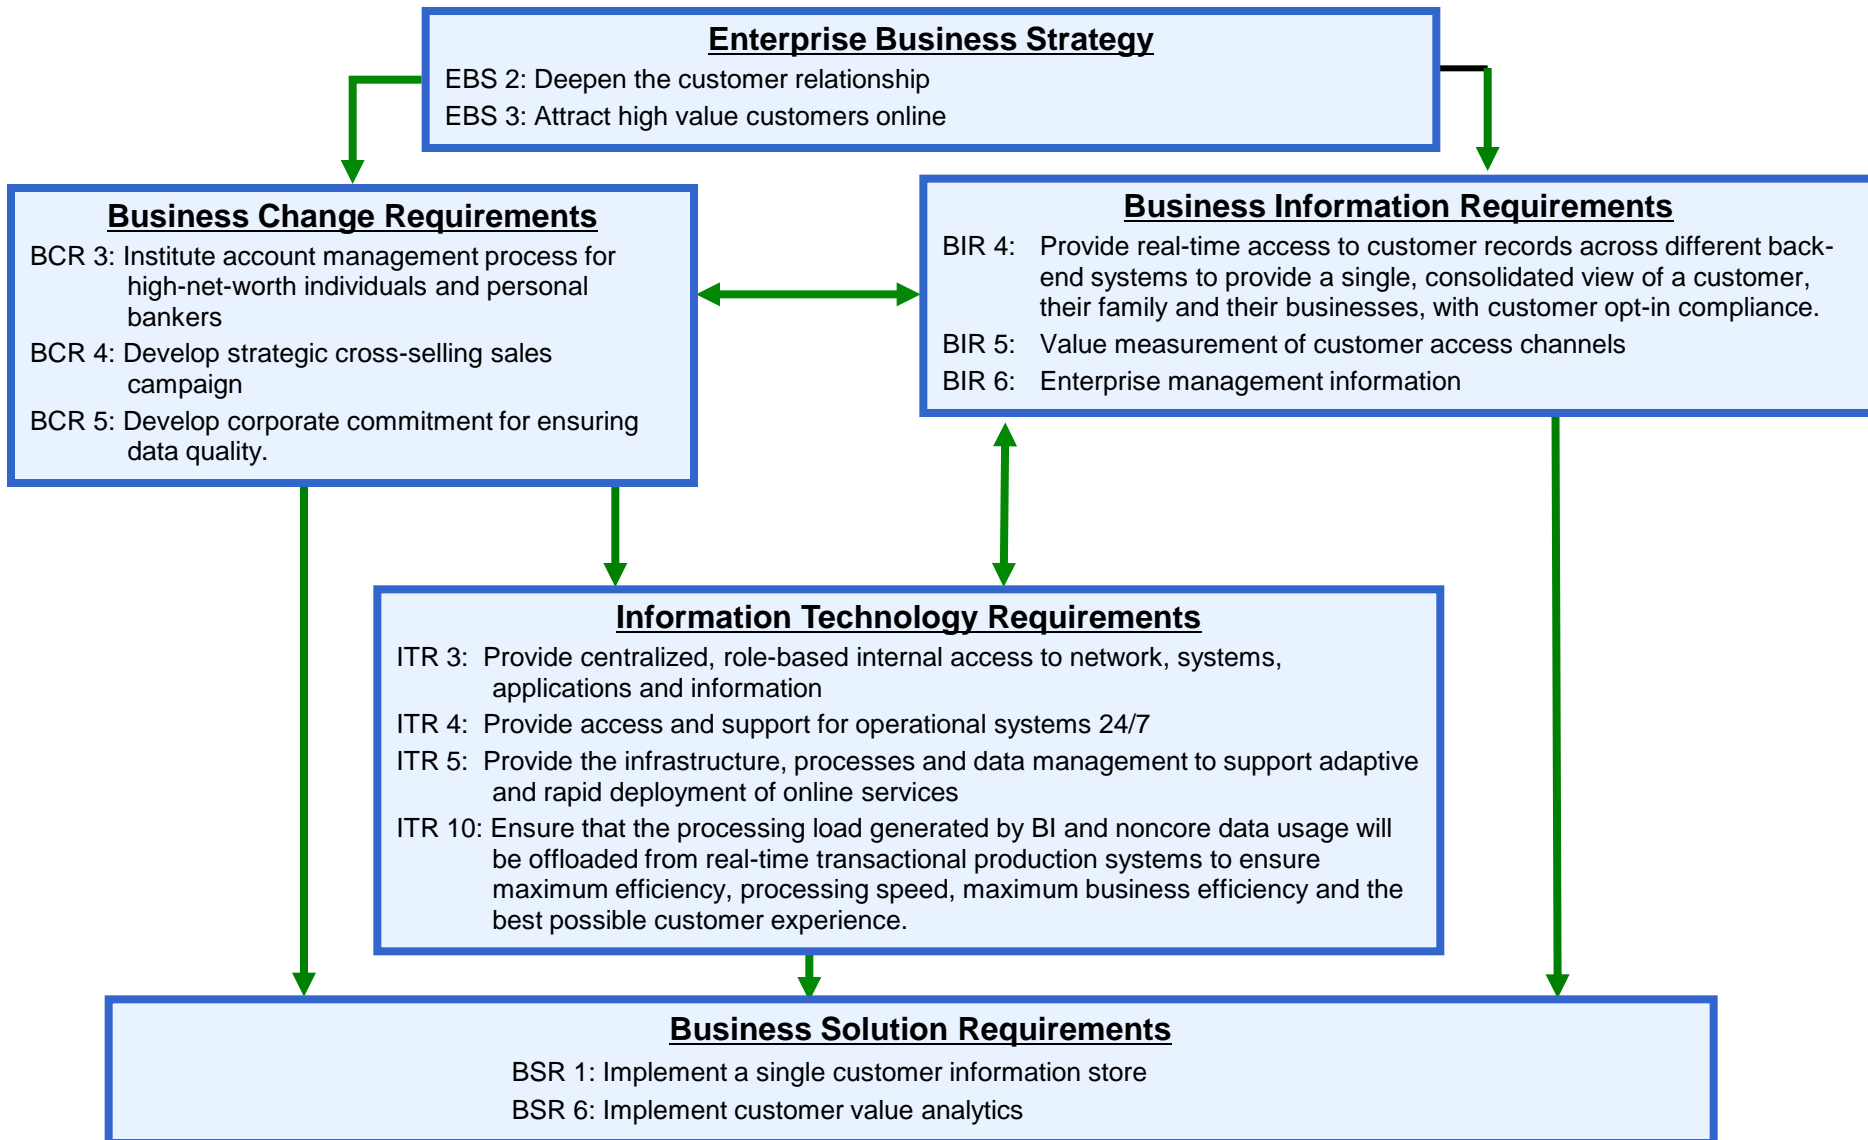 Enterprise Business Strategy
EBS 2: Deepen the customer relationship
EBS 3: Attract high value customers online
Business Change Requirements
BCR 3: Institute account management process for
high-net-worth individuals and personal
bankers
BCR 4: Develop strategic cross-selling sales
campaign
BCR 5: Develop corporate commitment for ensuring
data quality.
Business Information Requirements
BIR 4: Provide real-time access to customer records across different back-
end systems to provide a single, consolidated view of a customer,
their family and their businesses, with customer opt-in compliance.
BIR 5: Value measurement of customer access channels
BIR 6: Enterprise management information
Information Technology Requirements
ITR 3: Provide centralized, role-based internal access to network, systems,
applications and information
ITR 4: Provide access and support for operational systems 24/7
ITR 5: Provide the infrastructure, processes and data management to support adaptive
and rapid deployment of online services
ITR 10: Ensure that the processing load generated by BI and noncore data usage will
be offloaded from real-time transactional production systems to ensure
maximum efficiency, processing speed, maximum business efficiency and the
best possible customer experience.
Business Solution Requirements
BSR 1: Implement a single customer information store
BSR 6: Implement customer value analytics